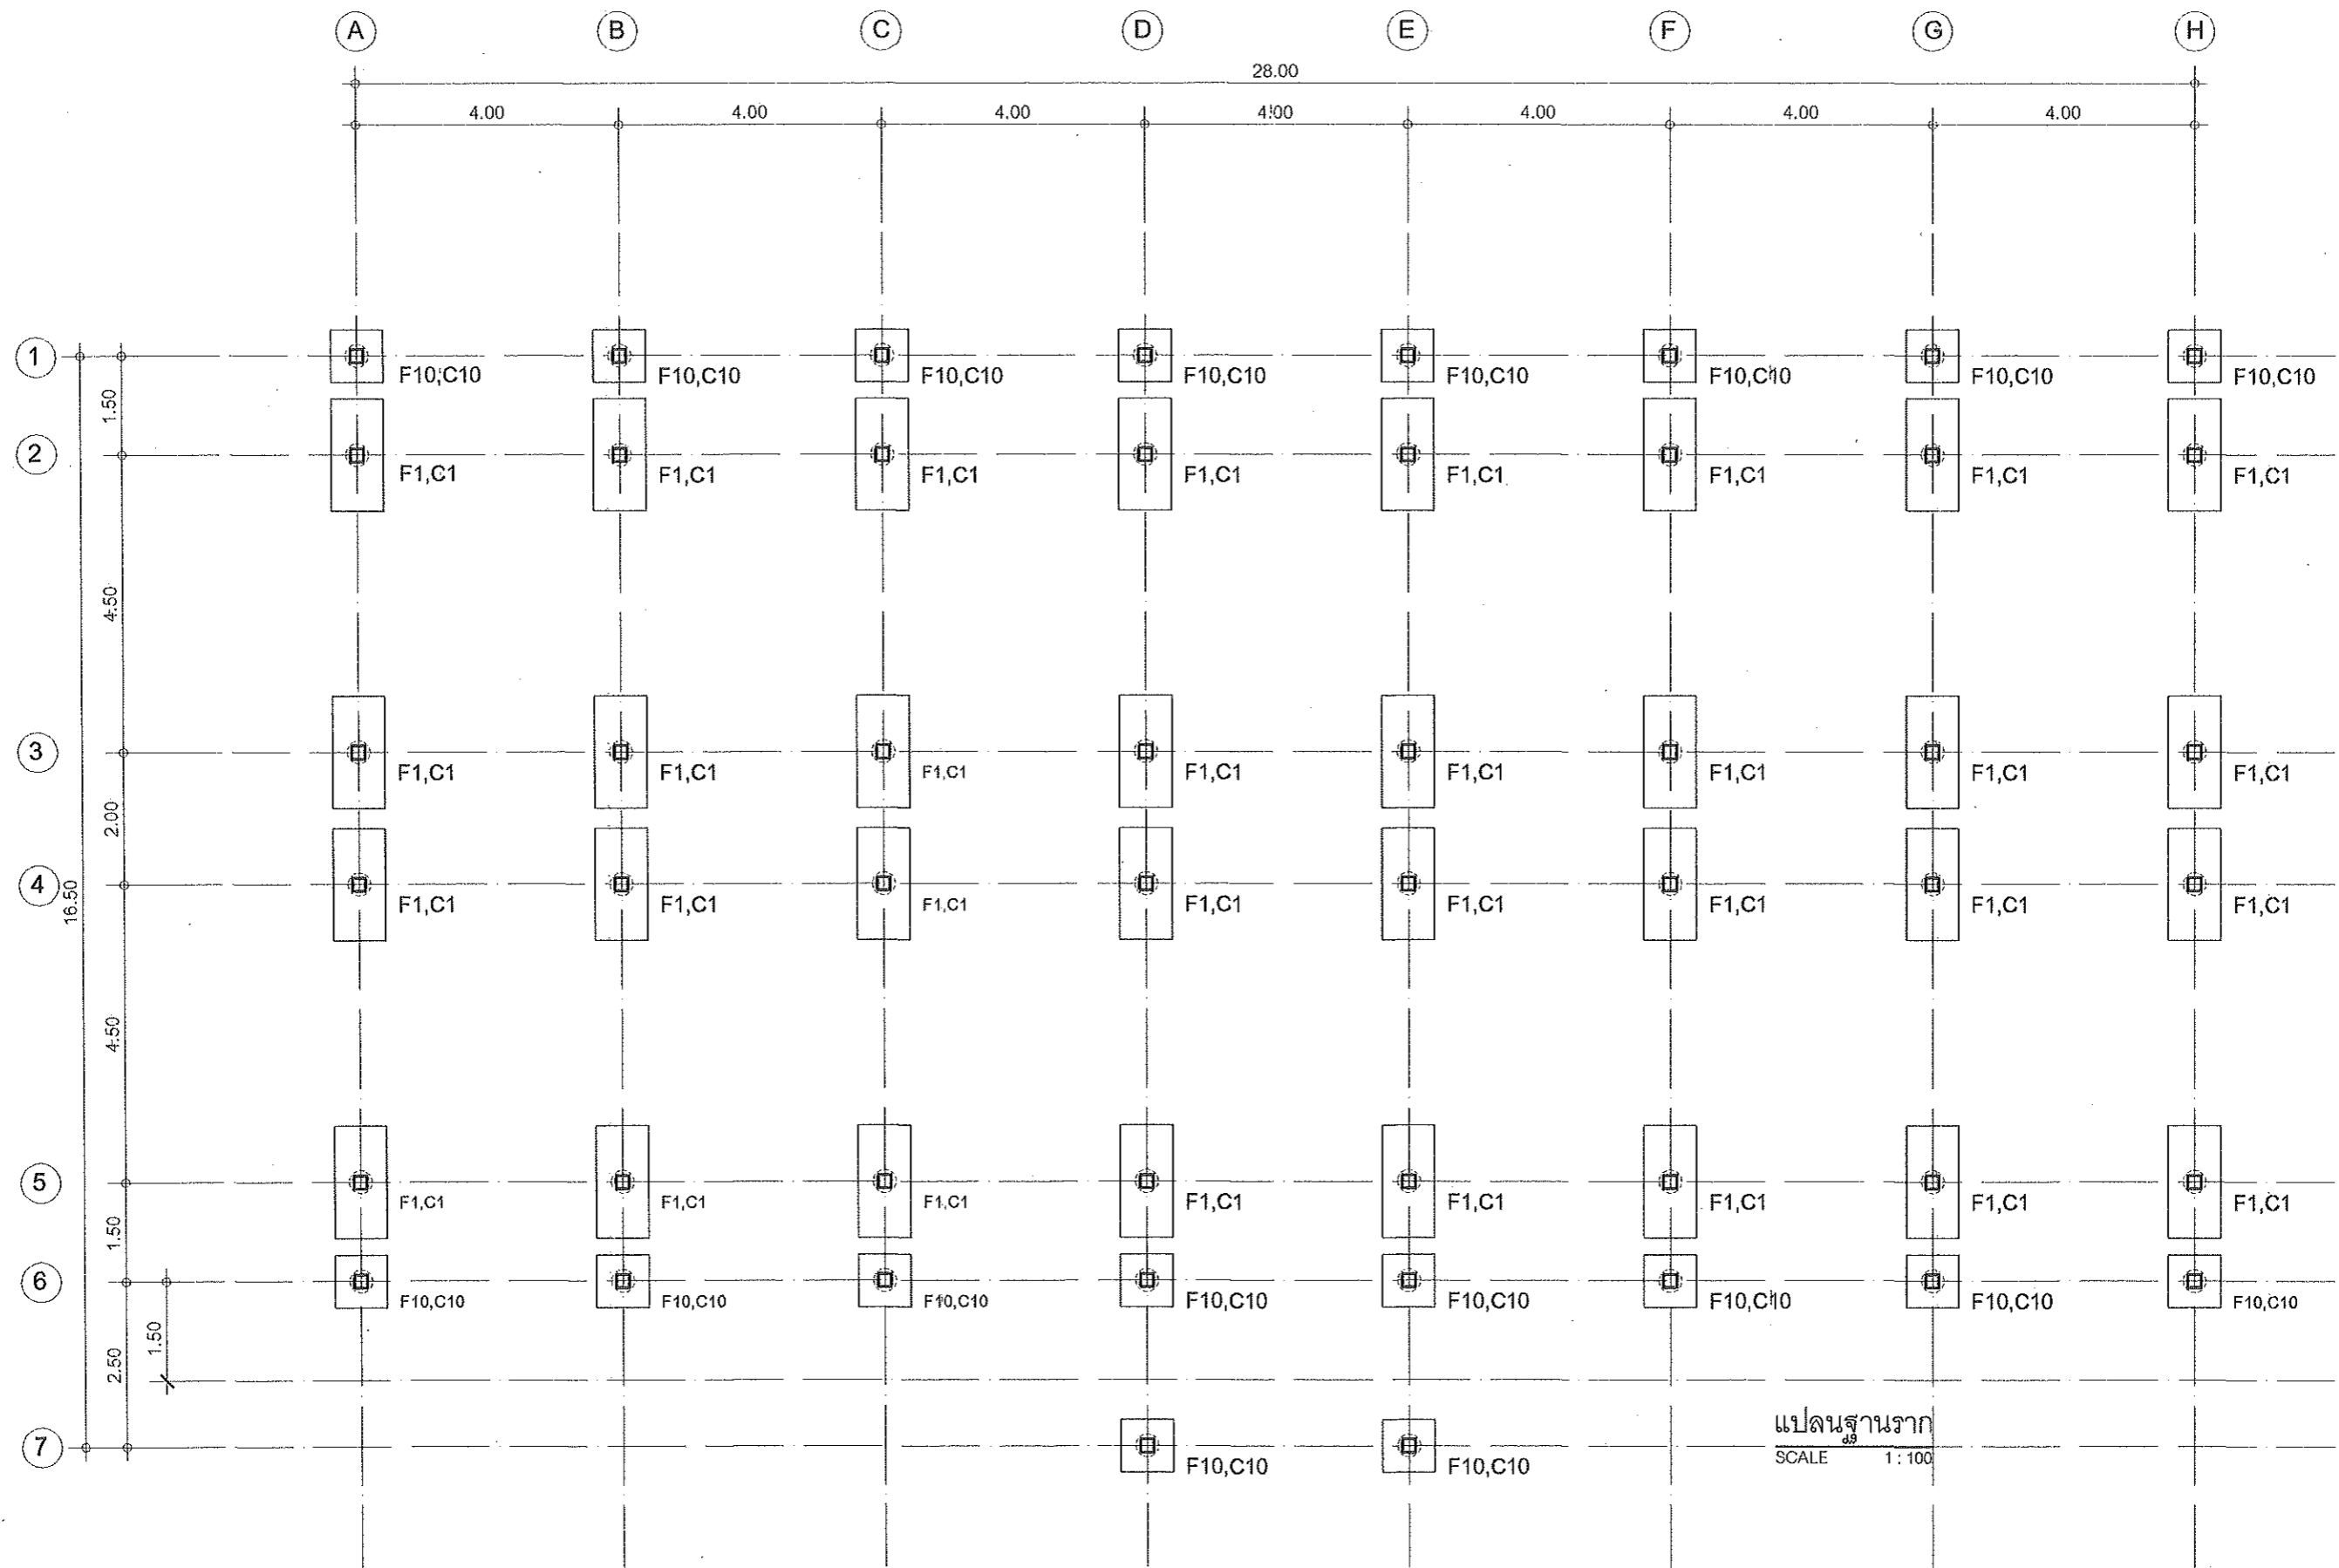 A B C D E F G H
28.00
4.00 4.00 4.00 4.00 4.00 4.00 4.00
1
F10,C10 F10,C10 F10,C10 F10,C10 F10,C10 F10,C10 F10,C10 F10,C10
1.50
2
F1,C1 F1,C1 F1,C1 F1,C1 F1,C1 F1,C1 F1,C1 F1,C1
4.50
3
F1,C1 F1,C1 F1,C1 F1,C1 F1,C1 F1,C1 F1,C1 F1,C1
2.00
4
16.50
F1,C1 F1,C1 F1,C1 F1,C1 F1,C1 F1,C1 F1,C1 F1,C1
4.50
5
F1,C1 F1,C1 F1,C1 F1,C1 F1,C1 F1,C1 F1,C1 F1,C1
1.50
6
F10,C10 F10,C10 F10,C10 F10,C10 F10,C10 F10,C10 F10,C10 F10,C10
1.50
2.50
7
F10,C10 F10,C10
แปลนฐานราก
SCALE 1 : 100